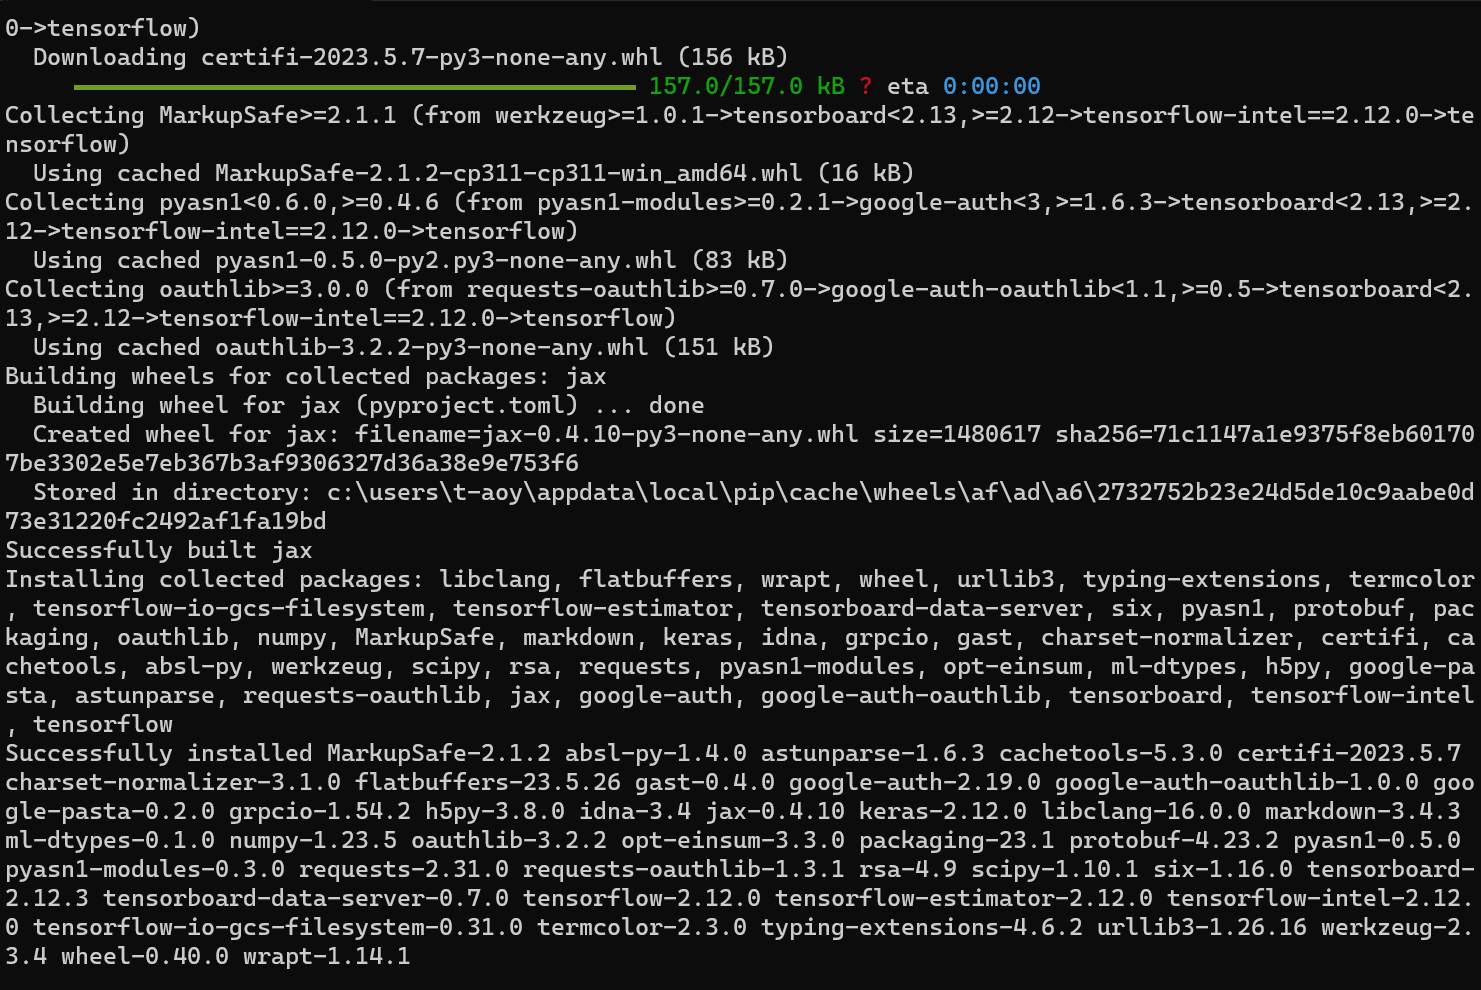 0->tensorflow)
  Downloading certifi-2023.5.7-py3-none-any.whl (156 kB)
     157.0/157.0 kB ? eta 0:00:00
Collecting MarkupSafe>=2.1.1 (from werkzeug>=1.0.1->tensorboard<2.13,>=2.12->tensorflow-intel==2.12.0->te
nsorflow)
  Using cached MarkupSafe-2.1.2-cp311-cp311-win_amd64.whl (16 kB)
Collecting pyasn1<0.6.0,>=0.4.6 (from pyasn1-modules>=0.2.1->google-auth<3,>=1.6.3->tensorboard<2.13,>=2.
12->tensorflow-intel==2.12.0->tensorflow)
  Using cached pyasn1-0.5.0-py2.py3-none-any.whl (83 kB)
Collecting oauthlib>=3.0.0 (from requests-oauthlib>=0.7.0->google-auth-oauthlib<1.1,>=0.5->tensorboard<2.
13,>=2.12->tensorflow-intel==2.12.0->tensorflow)
  Using cached oauthlib-3.2.2-py3-none-any.whl (151 kB)
Building wheels for collected packages: jax
  Building wheel for jax (pyproject.toml) ... done
  Created wheel for jax: filename=jax-0.4.10-py3-none-any.whl size=1480617 sha256=71c1147a1e9375f8eb60170
7be3302e5e7eb367b3af9306327d36a38e9e753f6
  Stored in directory: c:\users\t-aoy\appdata\local\pip\cache\wheels\af\ad\a6\2732752b23e24d5de10c9aabe0d
73e31220fc2492af1fa19bd
Successfully built jax
Installing collected packages: libclang, flatbuffers, wrapt, wheel, urllib3, typing-extensions, termcolor
, tensorflow-io-gcs-filesystem, tensorflow-estimator, tensorboard-data-server, six, pyasn1, protobuf, pac
kaging, oauthlib, numpy, MarkupSafe, markdown, keras, idna, grpcio, gast, charset-normalizer, certifi, ca
chetools, absl-py, werkzeug, scipy, rsa, requests, pyasn1-modules, opt-einsum, ml-dtypes, h5py, google-pa
sta, astunparse, requests-oauthlib, jax, google-auth, google-auth-oauthlib, tensorboard, tensorflow-intel
, tensorflow
Successfully installed MarkupSafe-2.1.2 absl-py-1.4.0 astunparse-1.6.3 cachetools-5.3.0 certifi-2023.5.7
charset-normalizer-3.1.0 flatbuffers-23.5.26 gast-0.4.0 google-auth-2.19.0 google-auth-oauthlib-1.0.0 goo
gle-pasta-0.2.0 grpcio-1.54.2 h5py-3.8.0 idna-3.4 jax-0.4.10 keras-2.12.0 libclang-16.0.0 markdown-3.4.3
ml-dtypes-0.1.0 numpy-1.23.5 oauthlib-3.2.2 opt-einsum-3.3.0 packaging-23.1 protobuf-4.23.2 pyasn1-0.5.0
pyasn1-modules-0.3.0 requests-2.31.0 requests-oauthlib-1.3.1 rsa-4.9 scipy-1.10.1 six-1.16.0 tensorboard-
2.12.3 tensorboard-data-server-0.7.0 tensorflow-2.12.0 tensorflow-estimator-2.12.0 tensorflow-intel-2.12.
0 tensorflow-io-gcs-filesystem-0.31.0 termcolor-2.3.0 typing-extensions-4.6.2 urllib3-1.26.16 werkzeug-2.
3.4 wheel-0.40.0 wrapt-1.14.1